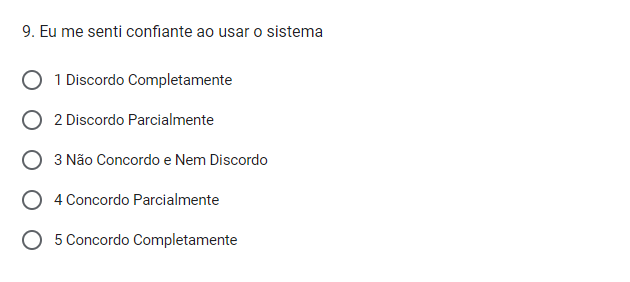 9. Eu me senti confiante ao usar o sistema
1 Discordo Completamente
2 Discordo Parcialmente
3 Não Concordo e Nem Discordo
4 Concordo Parcialmente
5 Concordo Completamente